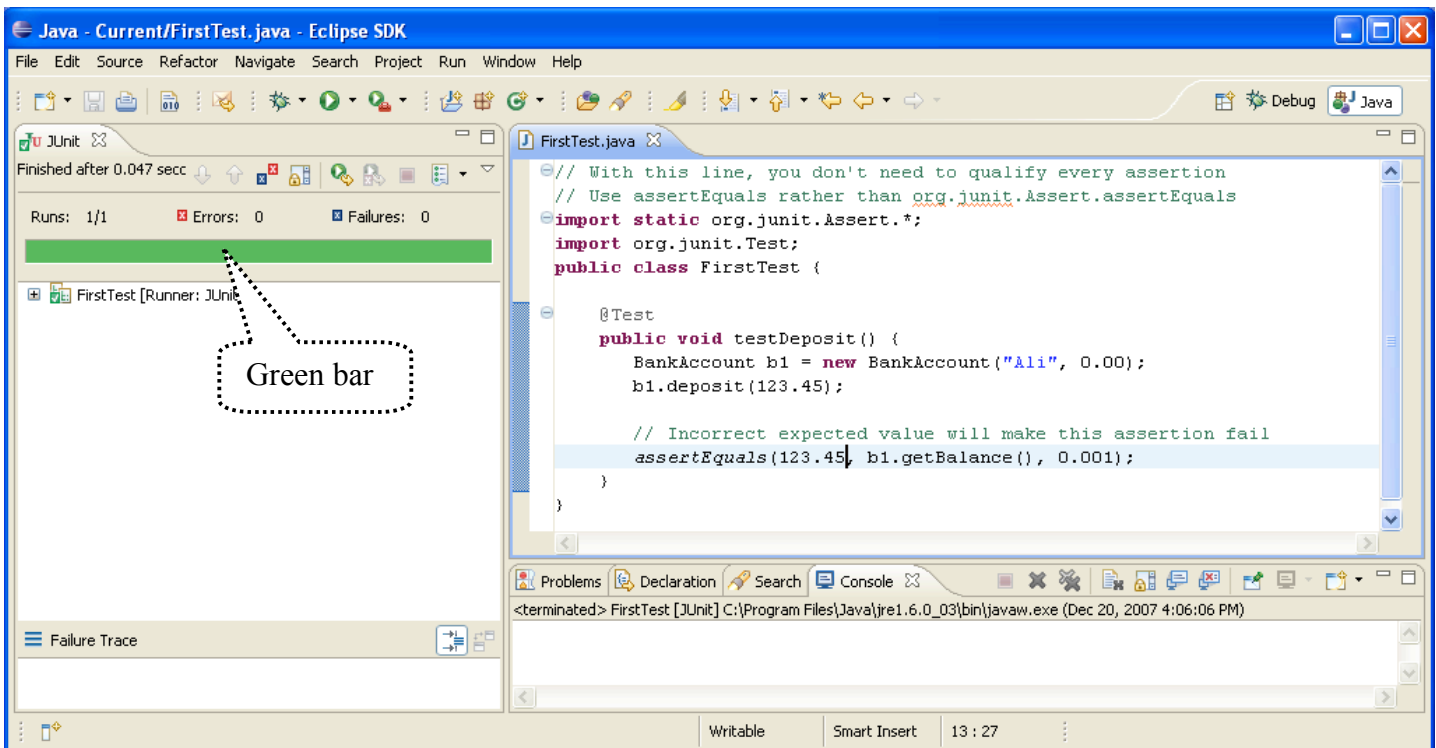 Java - Current/FirstTest.java - Eclipse SDK
File Edit Source Refactor Navigate Search Project Run Window Help
Debug Java
JUnit
Finished after 0.047 secc
Runs: 1/1 Errors: 0 Failures: 0
FirstTest [Runner: JUnit
Green bar
Failure Trace
FirstTest.java
// With this line, you don't need to qualify every assertion
// Use assertEquals rather than org.junit.Assert.assertEquals
import static org.junit.Assert.*;
import org.junit.Test;
public class FirstTest {
@Test
public void testDeposit() {
BankAccount b1 = new BankAccount("Ali", 0.00);
b1.deposit(123.45);
// Incorrect expected value will make this assertion fail
assertEquals(123.45, b1.getBalance(), 0.001);
}
}
Problems Declaration Search Console
<terminated> FirstTest [JUnit] C:\Program Files\Java\jre1.6.0_03\bin\javaw.exe (Dec 20, 2007 4:06:06 PM)
Writable Smart Insert 13 : 27